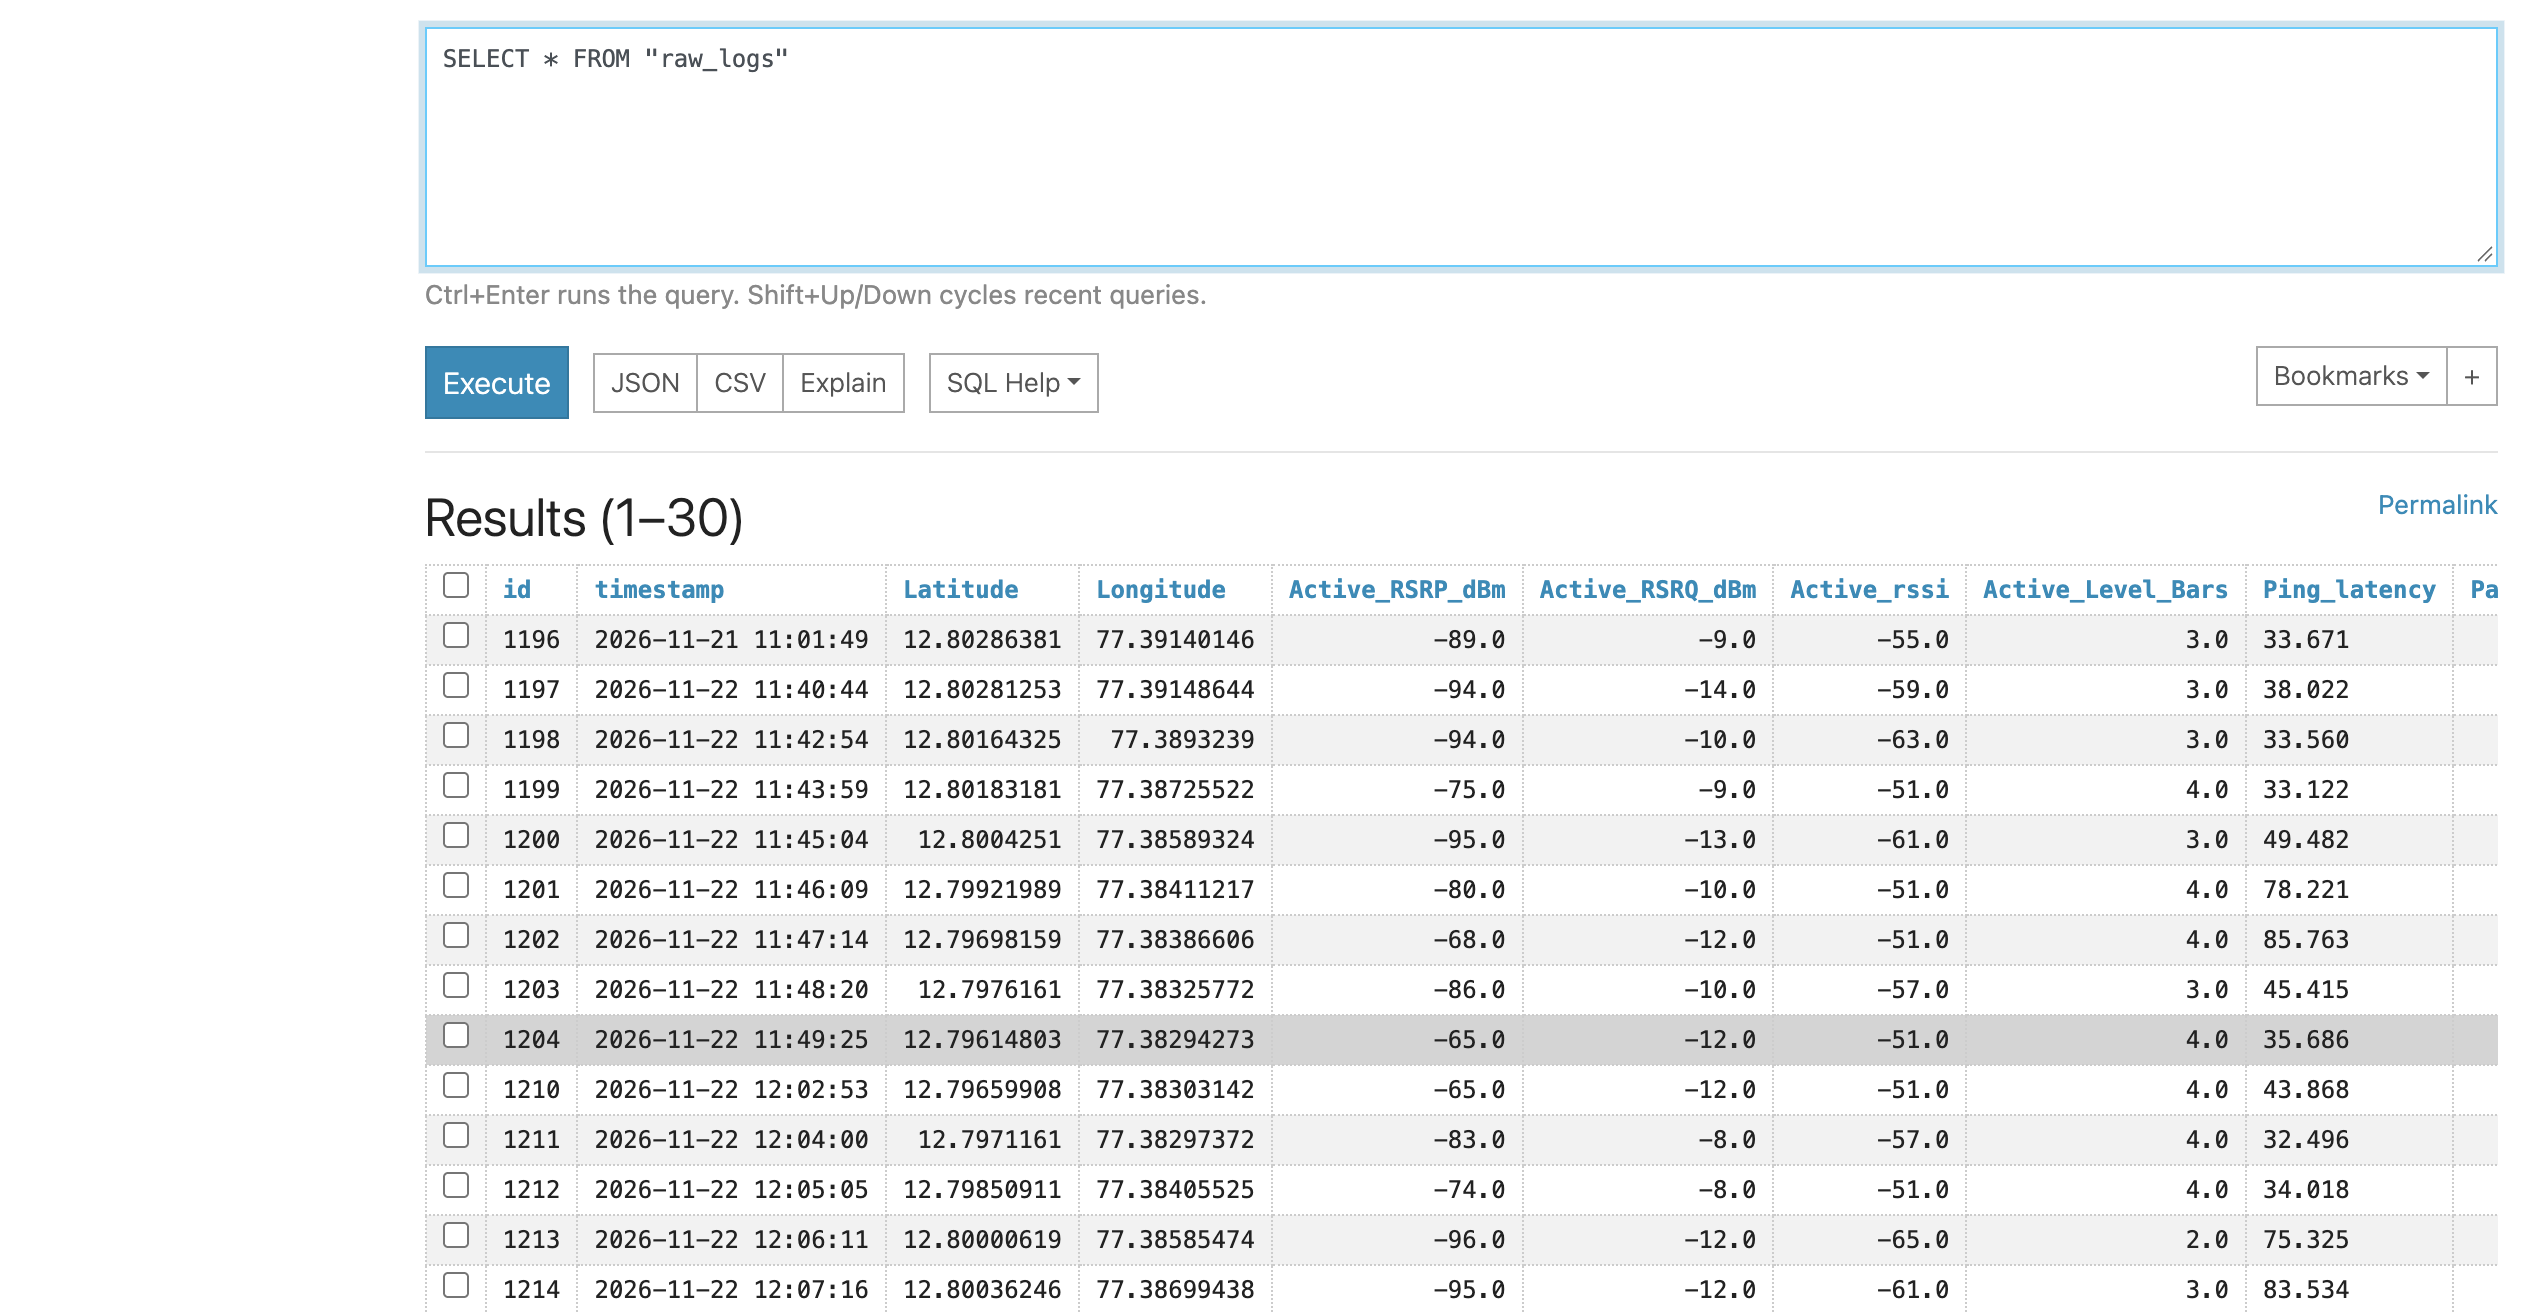 SELECT * FROM "raw_logs"
Ctrl+Enter runs the query. Shift+Up/Down cycles recent queries.
Execute JSON CSV Explain SQL Help Bookmarks +
Results (1–30) Permalink
id timestamp Latitude Longitude Active_RSRP_dBm Active_RSRQ_dBm Active_rssi Active_Level_Bars Ping_latency Pa
1196 2026-11-21 11:01:49 12.80286381 77.39140146 -89.0 -9.0 -55.0 3.0 33.671
1197 2026-11-22 11:40:44 12.80281253 77.39148644 -94.0 -14.0 -59.0 3.0 38.022
1198 2026-11-22 11:42:54 12.80164325 77.3893239 -94.0 -10.0 -63.0 3.0 33.560
1199 2026-11-22 11:43:59 12.80183181 77.38725522 -75.0 -9.0 -51.0 4.0 33.122
1200 2026-11-22 11:45:04 12.8004251 77.38589324 -95.0 -13.0 -61.0 3.0 49.482
1201 2026-11-22 11:46:09 12.79921989 77.38411217 -80.0 -10.0 -51.0 4.0 78.221
1202 2026-11-22 11:47:14 12.79698159 77.38386606 -68.0 -12.0 -51.0 4.0 85.763
1203 2026-11-22 11:48:20 12.7976161 77.38325772 -86.0 -10.0 -57.0 3.0 45.415
1204 2026-11-22 11:49:25 12.79614803 77.38294273 -65.0 -12.0 -51.0 4.0 35.686
1210 2026-11-22 12:02:53 12.79659908 77.38303142 -65.0 -12.0 -51.0 4.0 43.868
1211 2026-11-22 12:04:00 12.7971161 77.38297372 -83.0 -8.0 -57.0 4.0 32.496
1212 2026-11-22 12:05:05 12.79850911 77.38405525 -74.0 -8.0 -51.0 4.0 34.018
1213 2026-11-22 12:06:11 12.80000619 77.38585474 -96.0 -12.0 -65.0 2.0 75.325
1214 2026-11-22 12:07:16 12.80036246 77.38699438 -95.0 -12.0 -61.0 3.0 83.534